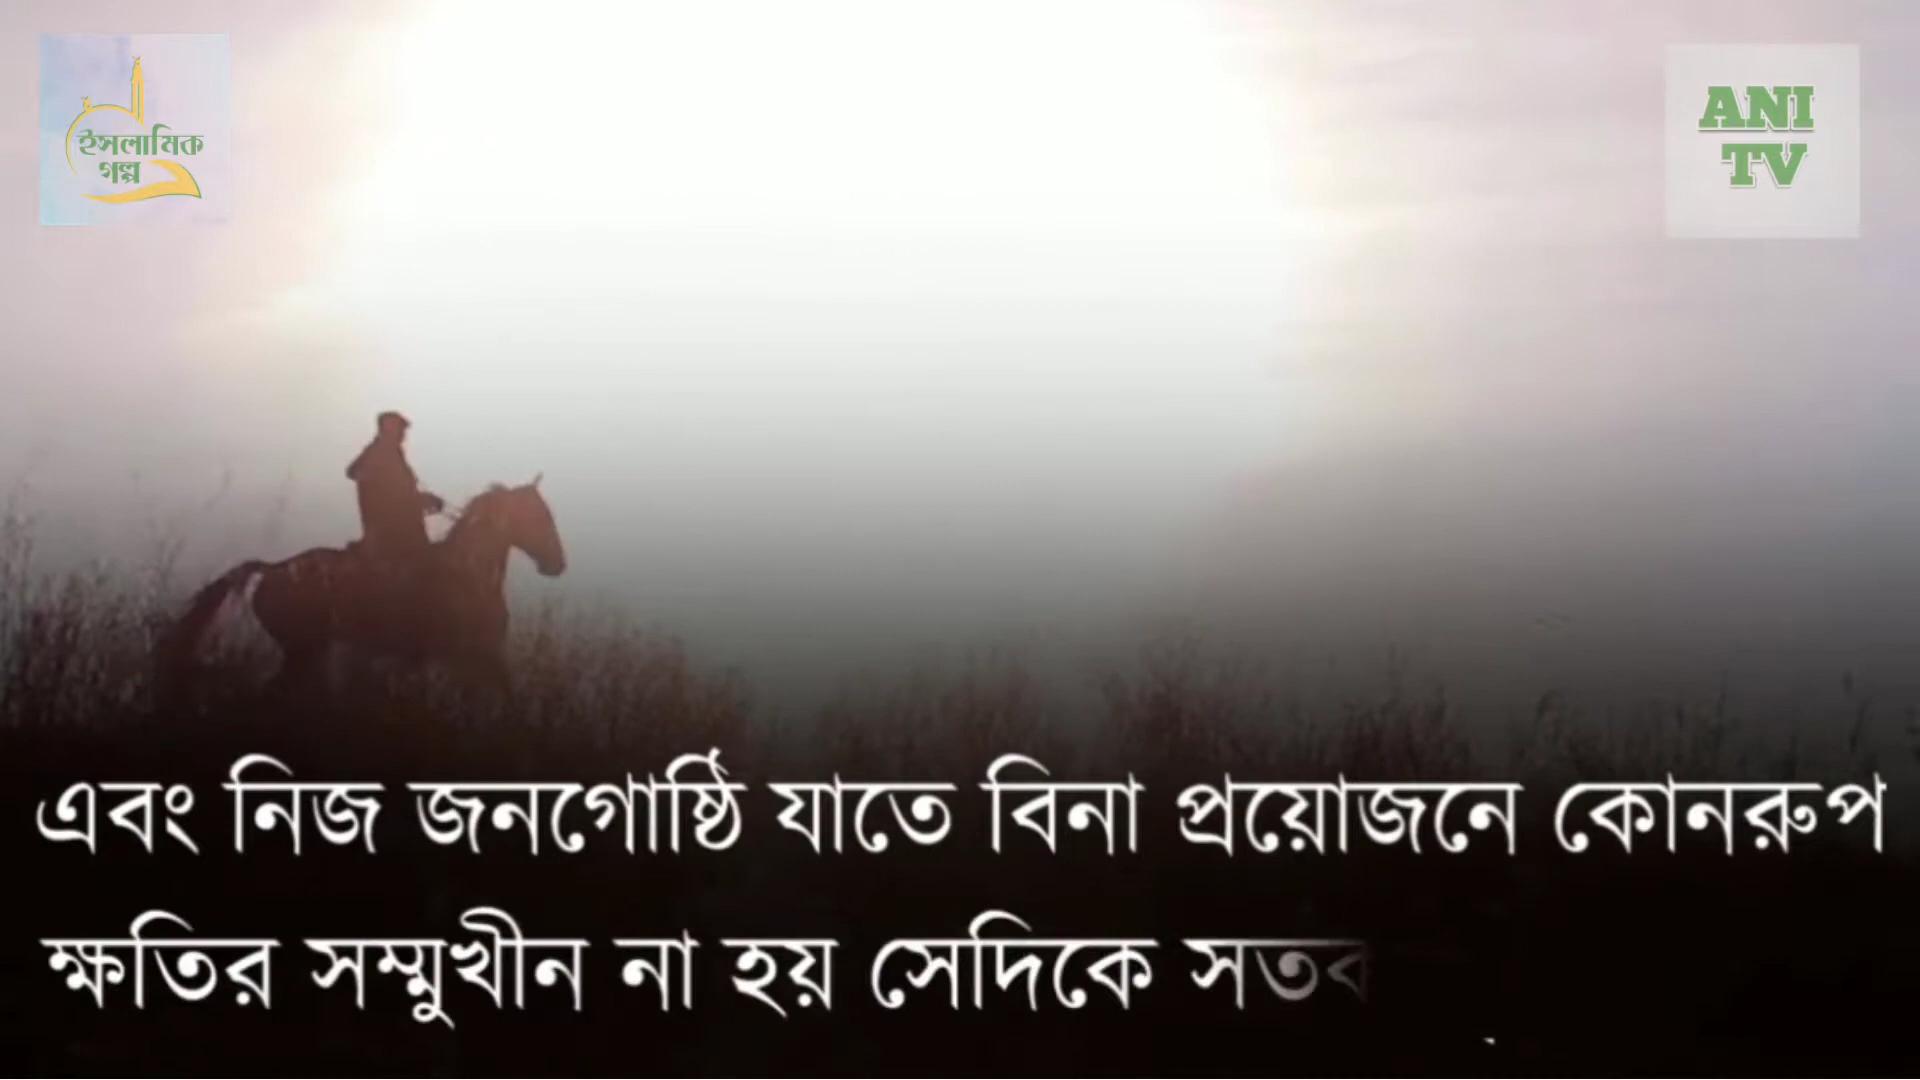 ইসলামিক
গল্প
ANI
TV
এবং নিজ জনগোষ্ঠি যাতে বিনা প্রয়োজনে কোনরুপ
ক্ষতির সম্মুখীন না হয় সেদিকে